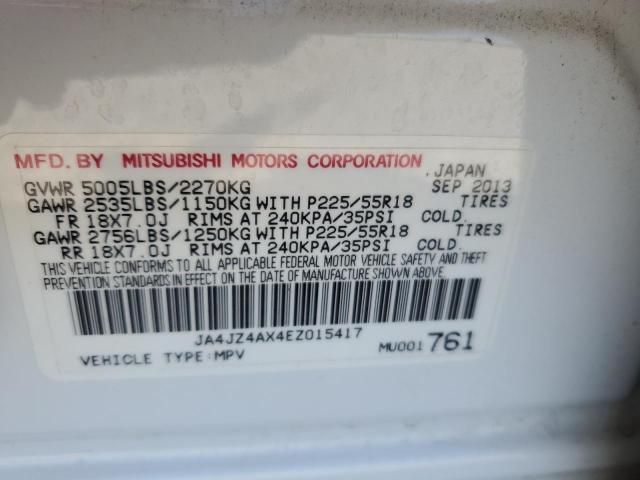 MFD. BY MITSUBISHI MOTORS CORPORATION JAPAN
GVWR 5005LBS/2270KG SEP 2013
GAWR 2535LBS/1150KG WITH P225/55R18 TIRES
FR 18X7.0J RIMS AT 240KPA/35PSI COLD.
GAWR 2756LBS/1250KG WITH P225/55R18 TIRES
RR 18X7.0J RIMS AT 240KPA/35PSI COLD.
THIS VEHICLE CONFORMS TO ALL APPLICABLE FEDERAL MOTOR VEHICLE SAFETY AND THEFT
PREVENTION STANDARDS IN EFFECT ON THE DATE OF MANUFACTURE SHOWN ABOVE.
JA4JZ4AX4EZ015417
VEHICLE TYPE:MPV MU001 761